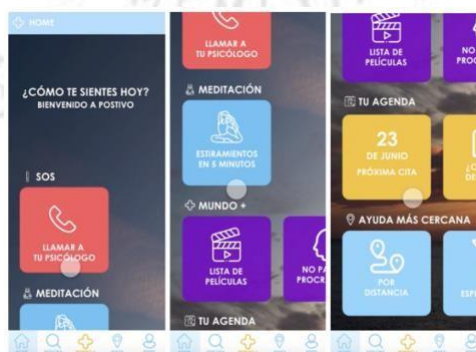 HOME
¿CÓMO TE SIENTES HOY?
BIENVENIDO A POSTIVO
SOS
LLAMAR A
TU PSICÓLOGO
MEDITACIÓN
LLAMAR A
TU PSICÓLOGO
MEDITACIÓN
ESTIRAMIENTOS
EN 5 MINUTOS
MUNDO +
LISTA DE
PELÍCULAS
NO PA
PROCR
TU AGENDA
LISTA DE
PELÍCULAS
NO
PROC
TU AGENDA
23
DE JUNIO
PRÓXIMA CITA
AYUDA MÁS CERCANA
POR
DISTANCIA